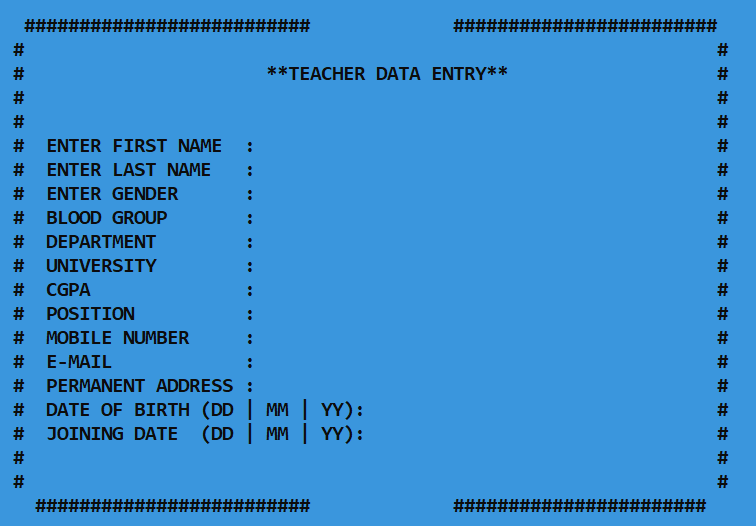 ########################## ########################
# #
# **TEACHER DATA ENTRY** #
# #
# #
# ENTER FIRST NAME : #
# ENTER LAST NAME : #
# ENTER GENDER : #
# BLOOD GROUP : #
# DEPARTMENT : #
# UNIVERSITY : #
# CGPA : #
# POSITION : #
# MOBILE NUMBER : #
# E-MAIL : #
# PERMANENT ADDRESS : #
# DATE OF BIRTH (DD | MM | YY): #
# JOINING DATE (DD | MM | YY): #
# #
# #
######################### #######################